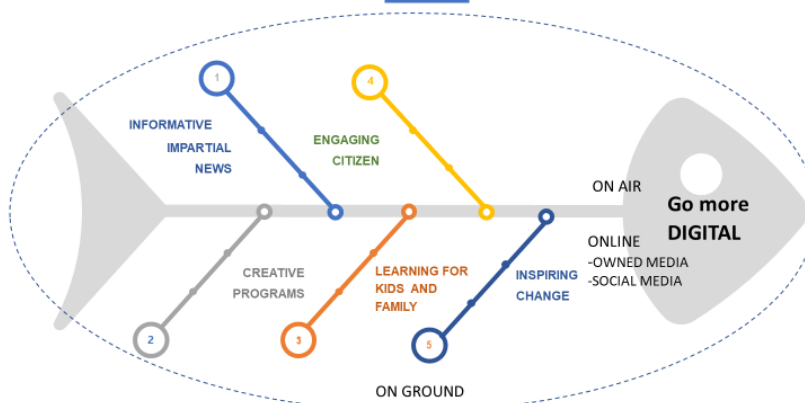 1
4
INFORMATIVE
IMPARTIAL
NEWS
ENGAGING
CITIZEN
ON AIR
Go more
DIGITAL
ONLINE
-OWNED MEDIA
-SOCIAL MEDIA
CREATIVE
PROGRAMS
LEARNING FOR
KIDS AND
FAMILY
INSPIRING
CHANGE
2
3
5
ON GROUND